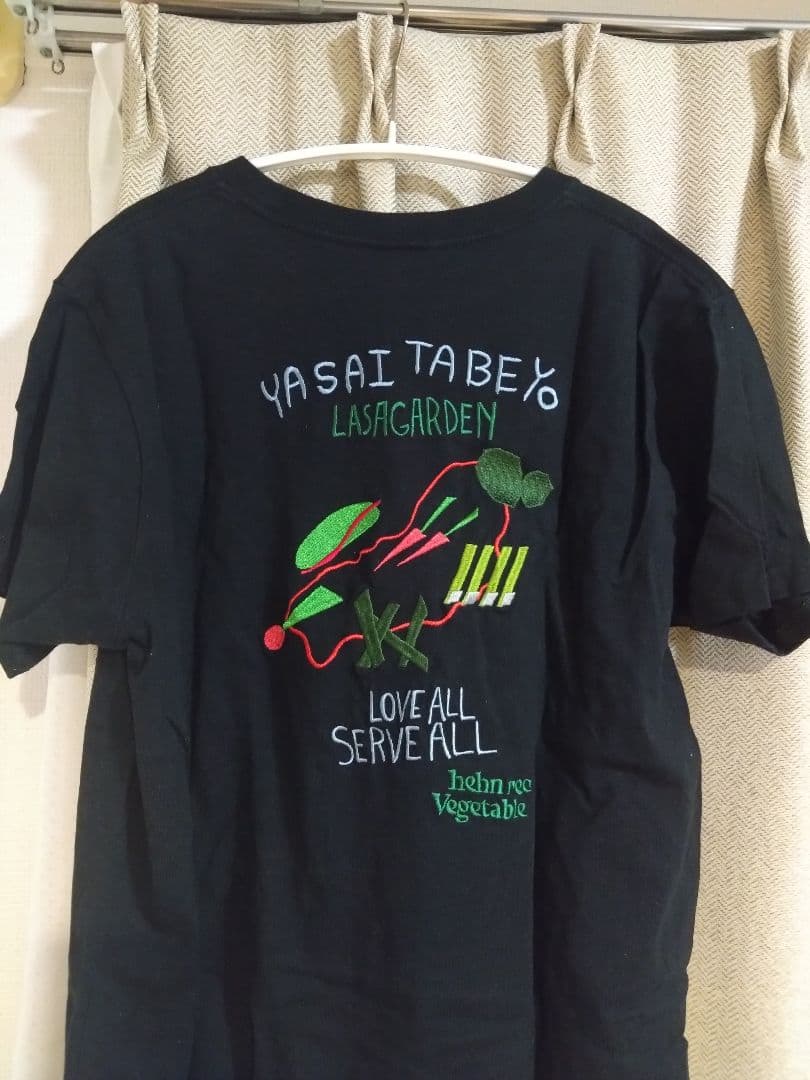 YASAI TABEYo
LASAGARDEN
LOVE ALL
SERVE ALL
hehn rec
Vegetable